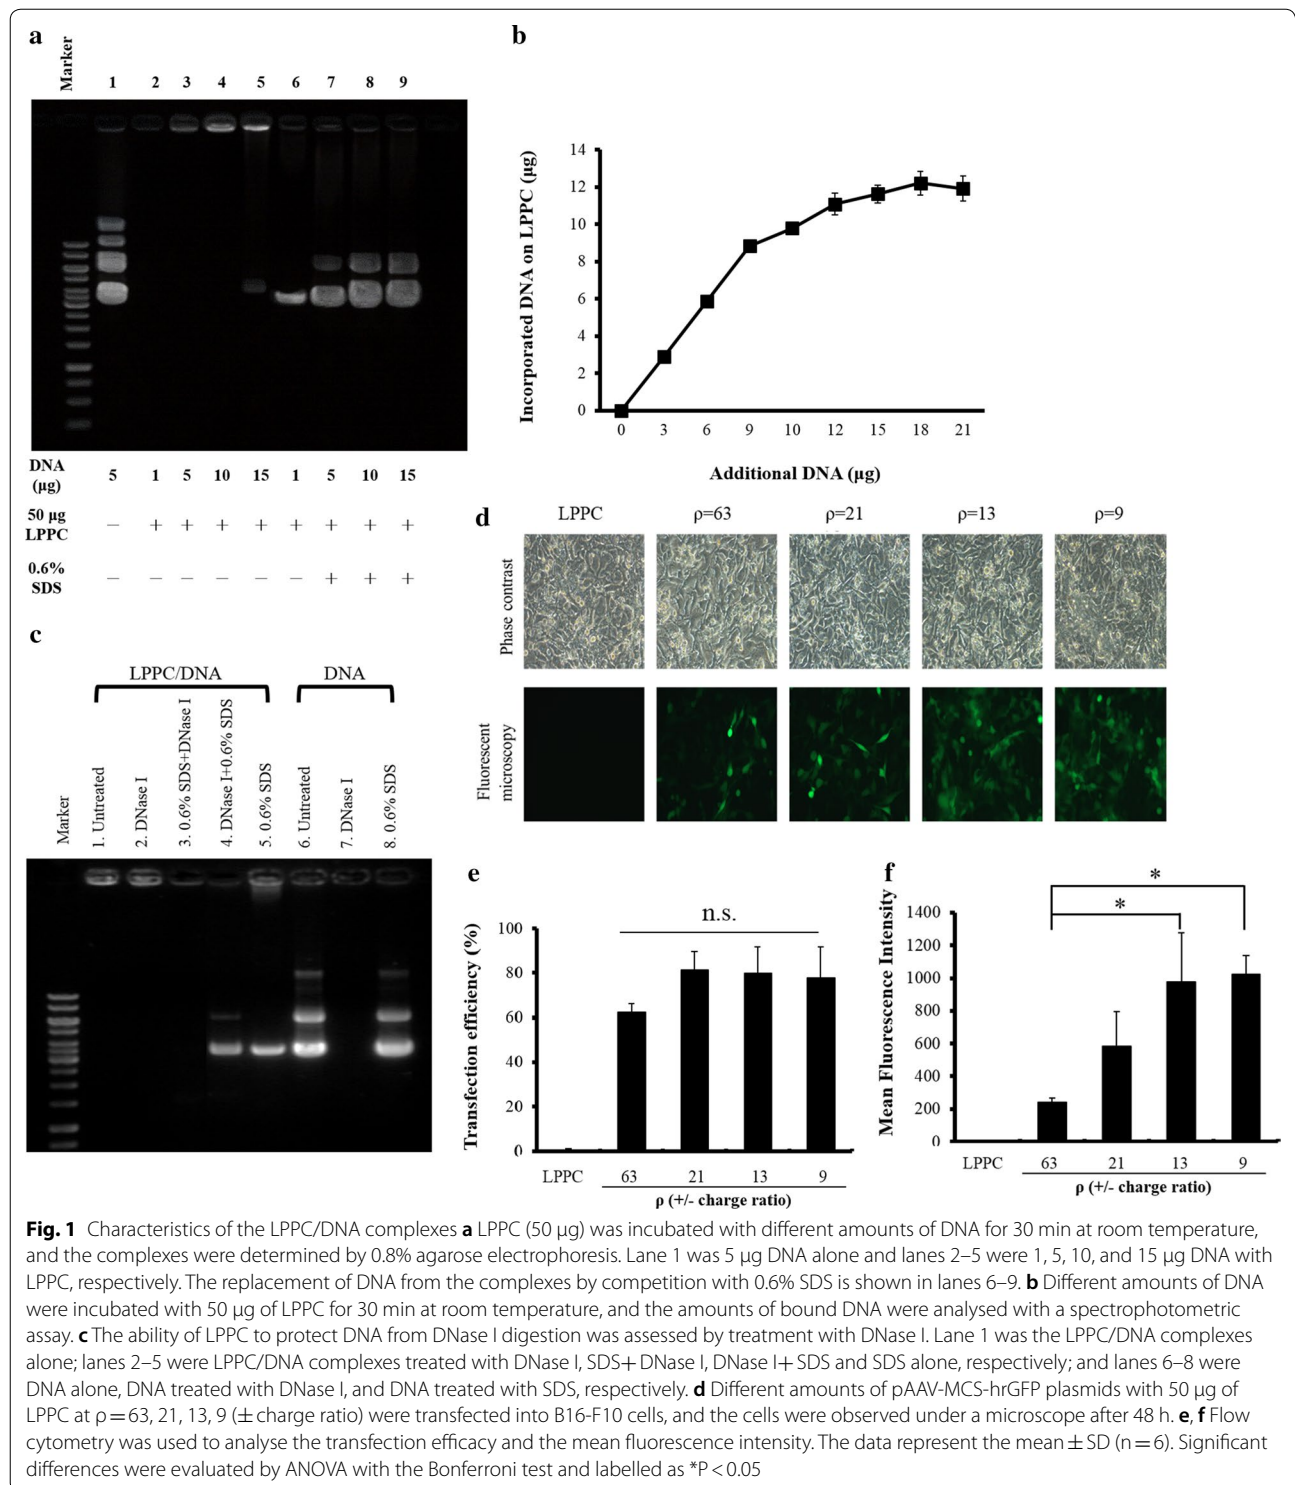 a
Marker 1 2 3 4 5 6 7 8 9
DNA (μg) 5 1 5 10 15 1 5 10 15
50 μg LPPC – + + + + + + + +
0.6% SDS – – – – – – + + +
b
Incorporated DNA on LPPC (μg)
14
12
10
8
6
4
2
0
0 3 6 9 10 12 15 18 21
Additional DNA (μg)
c
LPPC/DNA DNA
Marker
1. Untreated
2. DNase I
3. 0.6% SDS+DNase I
4. DNase I+0.6% SDS
5. 0.6% SDS
6. Untreated
7. DNase I
8. 0.6% SDS
d
LPPC ρ=63 ρ=21 ρ=13 ρ=9
Phase contrast
Fluorescent microscopy
e
Transfection efficiency (%)
n.s.
100
80
60
40
20
0
LPPC 63 21 13 9
ρ (+/- charge ratio)
f
Mean Fluorescence Intensity
*
*
1400
1200
1000
800
600
400
200
0
LPPC 63 21 13 9
ρ (+/- charge ratio)
Fig. 1 Characteristics of the LPPC/DNA complexes a LPPC (50 μg) was incubated with different amounts of DNA for 30 min at room temperature,
and the complexes were determined by 0.8% agarose electrophoresis. Lane 1 was 5 μg DNA alone and lanes 2–5 were 1, 5, 10, and 15 μg DNA with
LPPC, respectively. The replacement of DNA from the complexes by competition with 0.6% SDS is shown in lanes 6–9. b Different amounts of DNA
were incubated with 50 μg of LPPC for 30 min at room temperature, and the amounts of bound DNA were analysed with a spectrophotometric
assay. c The ability of LPPC to protect DNA from DNase I digestion was assessed by treatment with DNase I. Lane 1 was the LPPC/DNA complexes
alone; lanes 2–5 were LPPC/DNA complexes treated with DNase I, SDS+ DNase I, DNase I+ SDS and SDS alone, respectively; and lanes 6–8 were
DNA alone, DNA treated with DNase I, and DNA treated with SDS, respectively. d Different amounts of pAAV-MCS-hrGFP plasmids with 50 μg of
LPPC at ρ = 63, 21, 13, 9 (± charge ratio) were transfected into B16-F10 cells, and the cells were observed under a microscope after 48 h. e, f Flow
cytometry was used to analyse the transfection efficacy and the mean fluorescence intensity. The data represent the mean ± SD (n = 6). Significant
differences were evaluated by ANOVA with the Bonferroni test and labelled as *P < 0.05